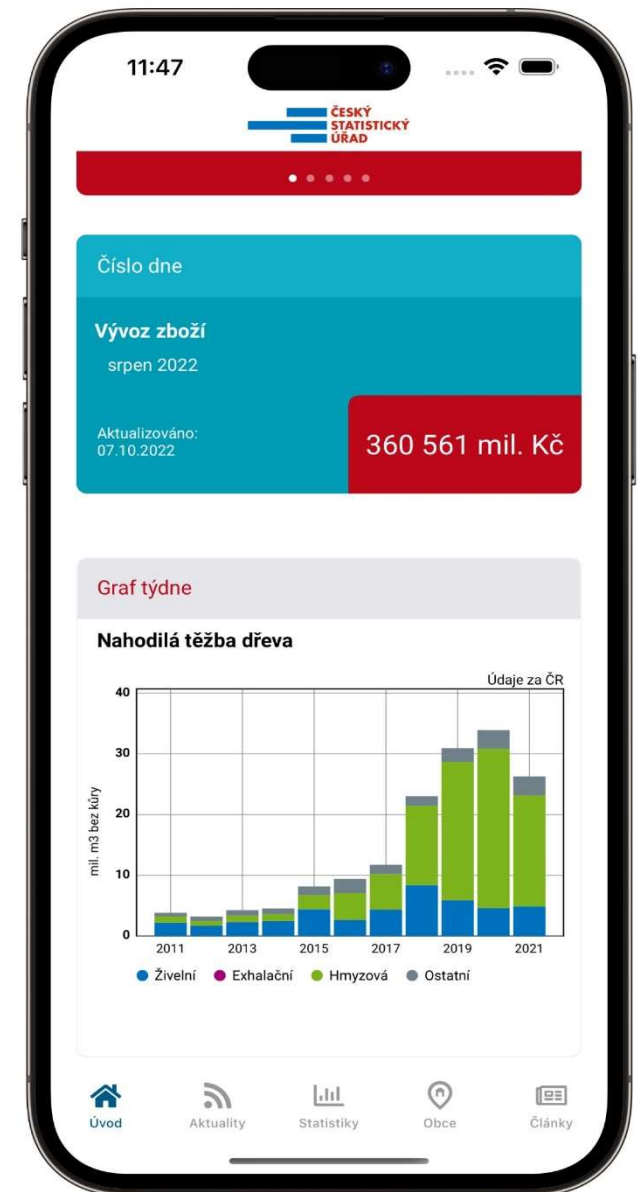 11:47
ČESKÝ
STATISTICKÝ
ÚŘAD
Číslo dne
Vývoz zboží
srpen 2022
Aktualizováno:
07.10.2022
360 561 mil. Kč
Graf týdne
Nahodilá těžba dřeva
Údaje za ČR
mil. m3 bez kůry
40
30
20
10
0
2011 2013 2015 2017 2019 2021
Živelní Exhalační Hmyzová Ostatní
Úvod Aktuality Statistiky Obce Články